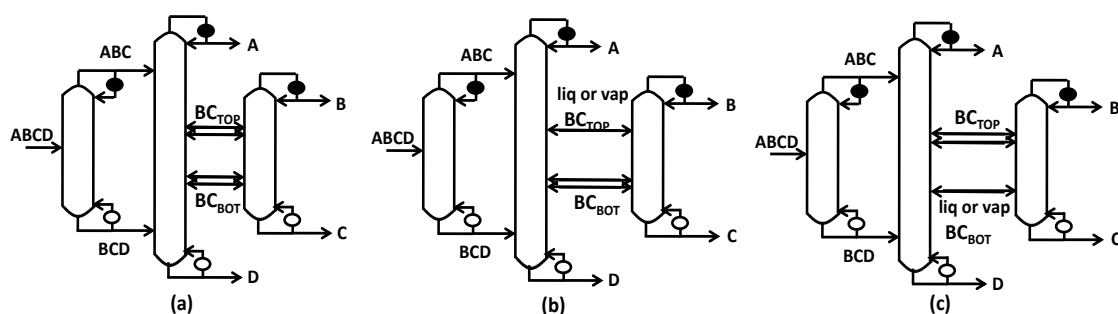 A
ABC
BC_TOP
B
ABCD
BC_BOT
C
BCD
D
(a)
A
ABC
liq or vap
BC_TOP
B
ABCD
BC_BOT
C
BCD
D
(b)
A
ABC
BC_TOP
B
ABCD
liq or vap
BC_BOT
C
BCD
D
(c)